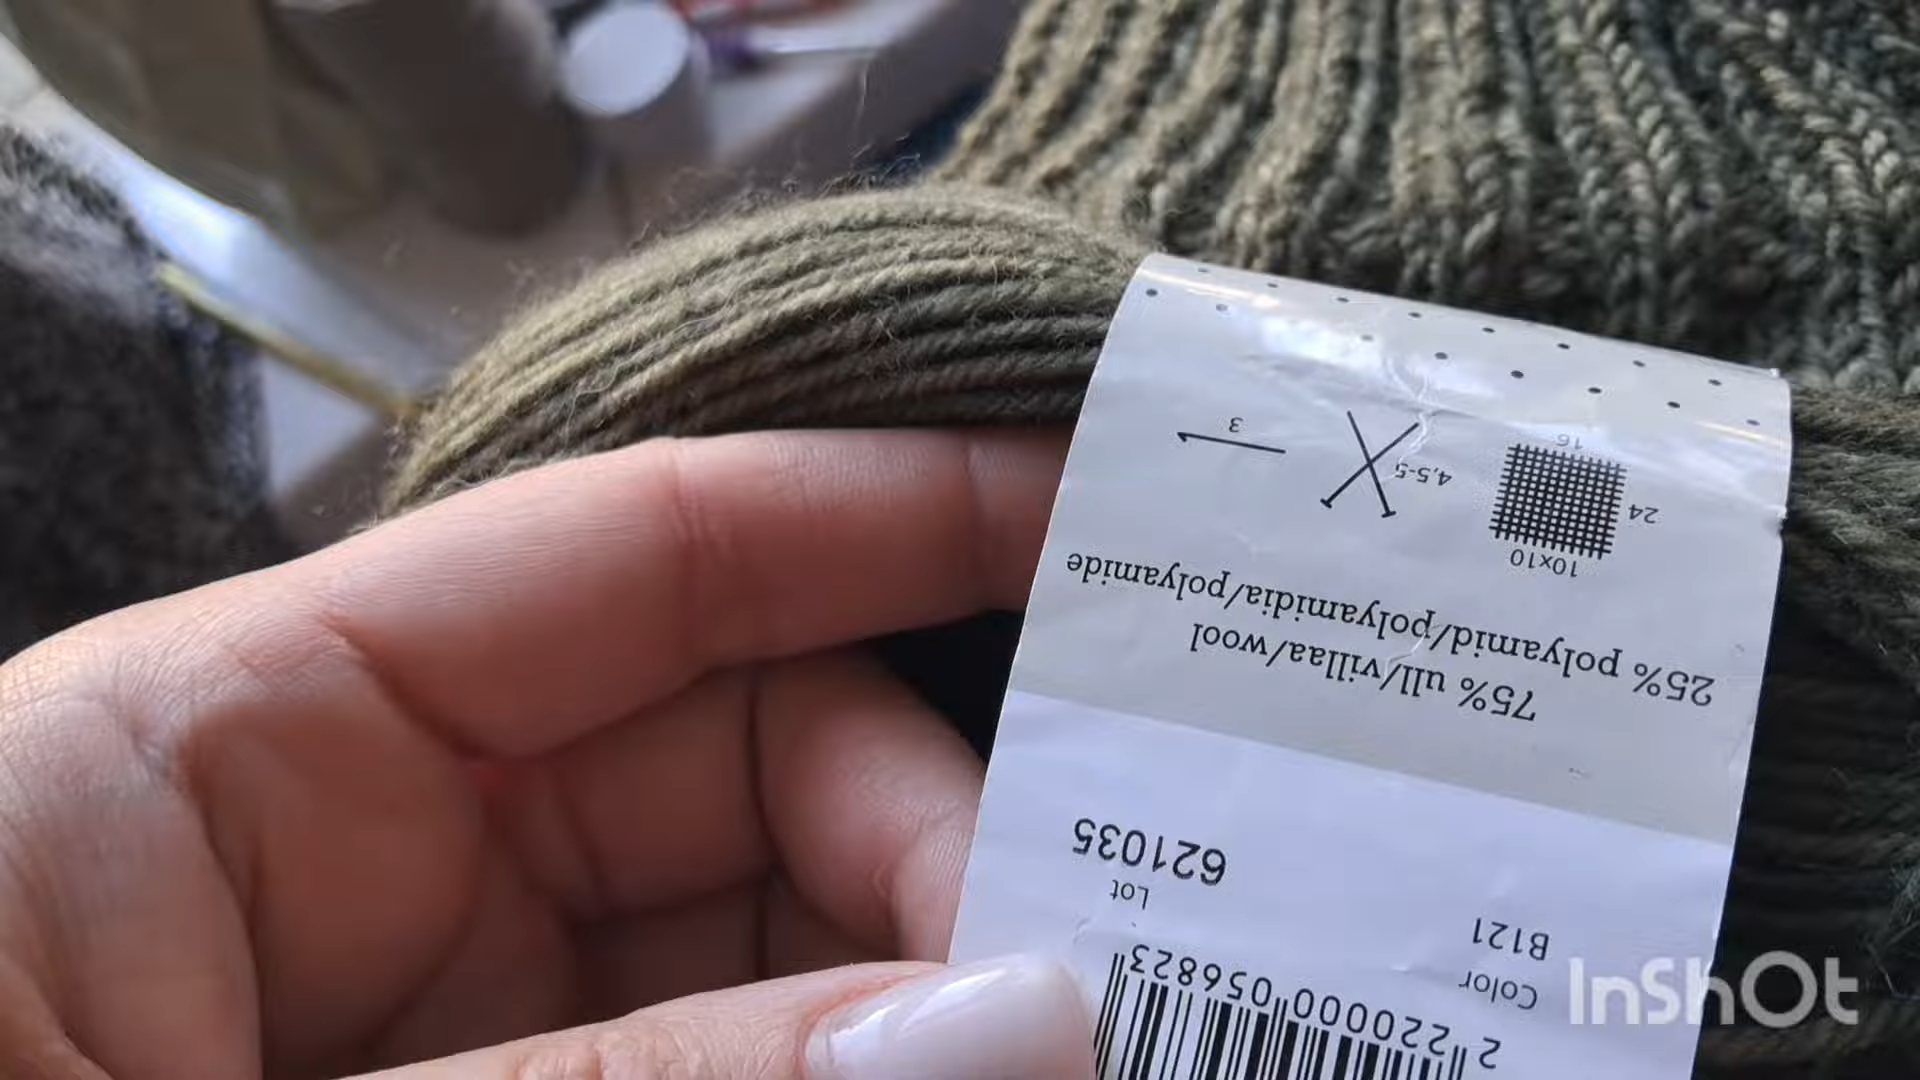 2 220000 056823
Color
B121
Lot
621035
75% ull/villaa/wool
25% polyamid/polyamidia/polyamide
10x10
24
16
4,5-5
3
InShOt